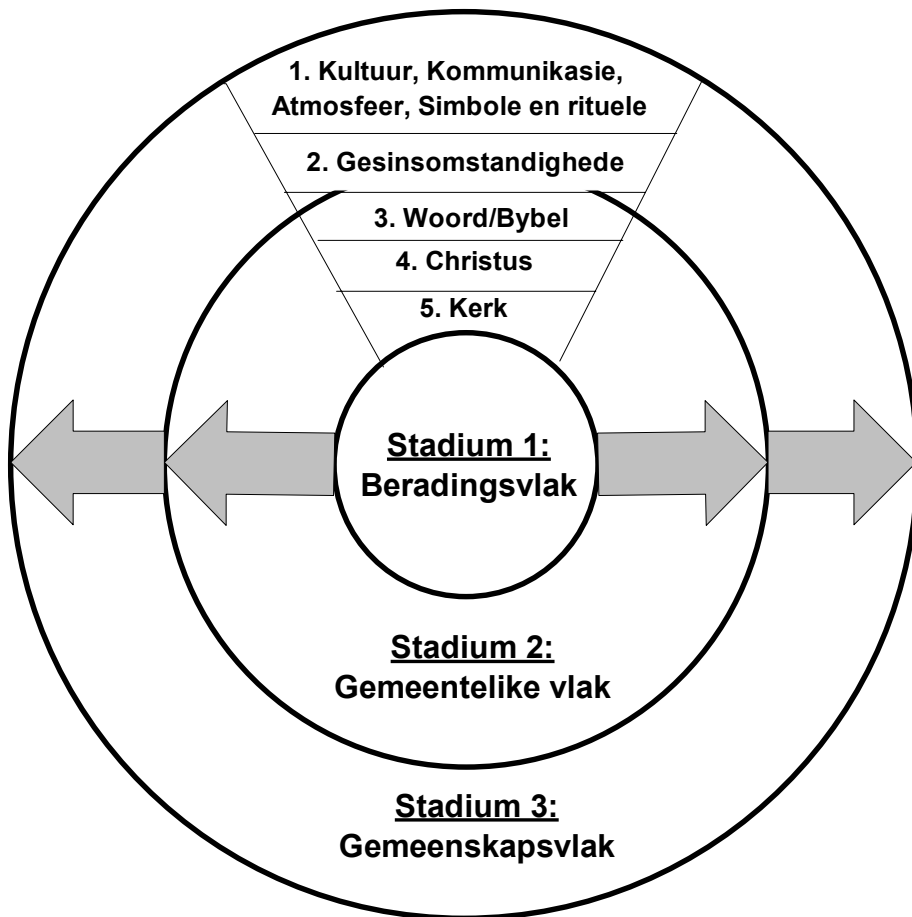 1. Kultuur, Kommunikasie,
Atmosfeer, Simbole en rituele
2. Gesinsomstandighede
3. Woord/Bybel
4. Christus
5. Kerk
Stadium 1:
Beradingsvlak
Stadium 2:
Gemeentelike vlak
Stadium 3:
Gemeenskapsvlak